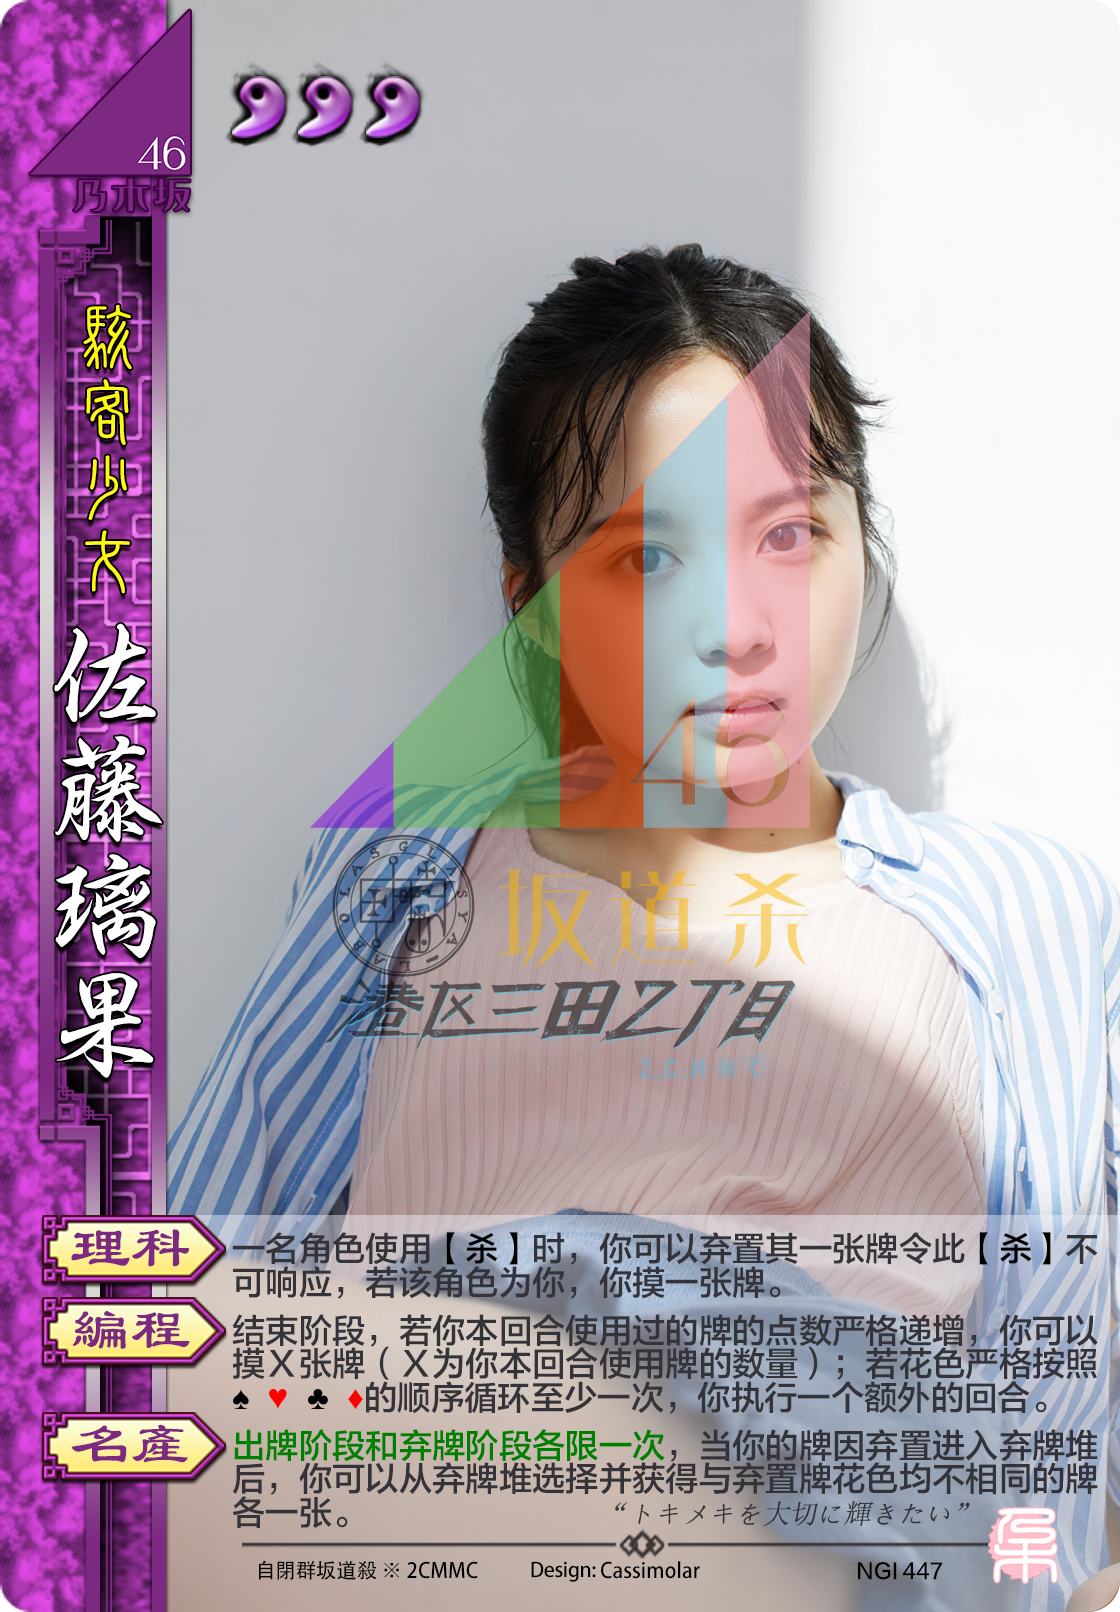 46
乃木坂
駭客少女
佐藤璃果
46
GLASYALABOLAS
坂道杀
港区三田乙丁目
2CMMC
理科
一名角色使用【杀】时，你可以弃置其一张牌令此【杀】不
可响应，若该角色为你，你摸一张牌。
編程
结束阶段，若你本回合使用过的牌的点数严格递增，你可以
摸Ｘ张牌（Ｘ为你本回合使用牌的数量）；若花色严格按照
♠ ♥ ♣ ♦的顺序循环至少一次，你执行一个额外的回合。
名產
出牌阶段和弃牌阶段各限一次，当你的牌因弃置进入弃牌堆
后，你可以从弃牌堆选择并获得与弃置牌花色均不相同的牌
各一张。
“トキメキを大切に輝きたい”
自閉群坂道殺 ※ 2CMMC
Design: Cassimolar
NGI 447